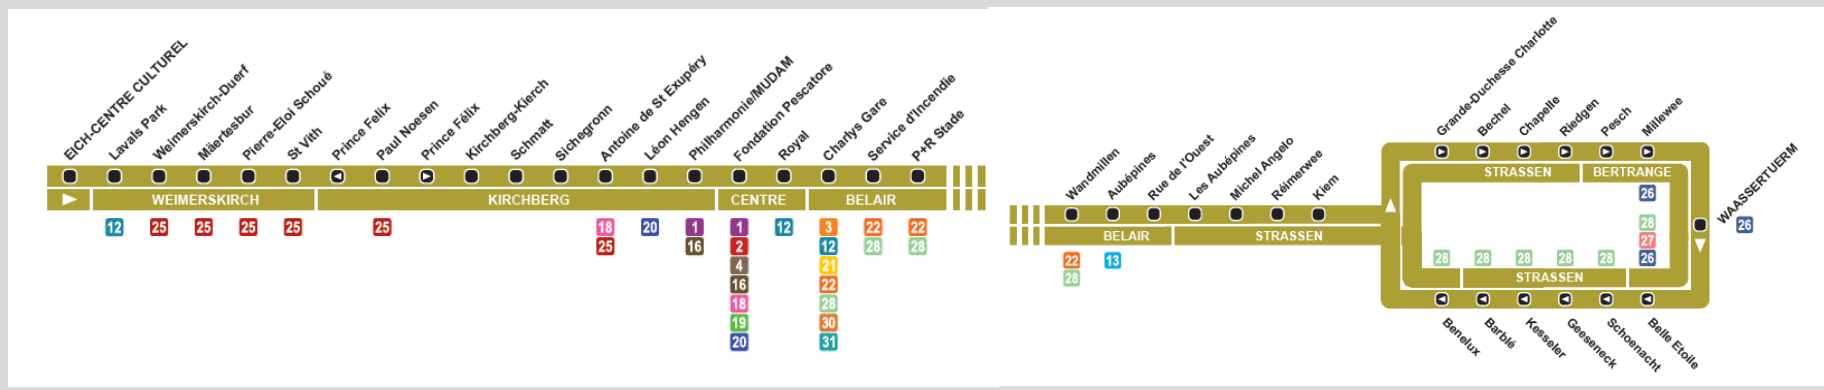 EICH-CENTRE CULTUREL
Lavals Park
Weimerskirch-Duerf
Mäertesbur
Pierre-Eloi Schoué
St Vith
Prince Felix
Paul Noesen
Prince Félix
Kirchberg-Kierch
Schmatt
Sichegronn
Antoine de St Exupéry
Léon Hengen
Philharmonie/MUDAM
Fondation Pescatore
Royal
Charlys Gare
Service d'Incendie
P+R Stade
WEIMERSKIRCH KIRCHBERG CENTRE BELAIR
12 25 25 25 25 25 18 20 1 1 12 3 22 22
25 16 2 12 28 28
4 21
16 22
18 28
19 30
20 31
Wandmillen
Aubépines
Rue de l'Ouest
Les Aubépines
Michel Angelo
Réimerwee
Kiem
BELAIR STRASSEN
22 13
28
Grande-Duchesse Charlotte
Bechel
Chapelle
Riedgen
Pesch
Millewee
STRASSEN BERTRANGE
26
WAASSERTUERM
26
28
27
28 28 28 28 28 26
STRASSEN
Benelux
Barblé
Kesseler
Geeseneck
Schoenacht
Belle Etoile